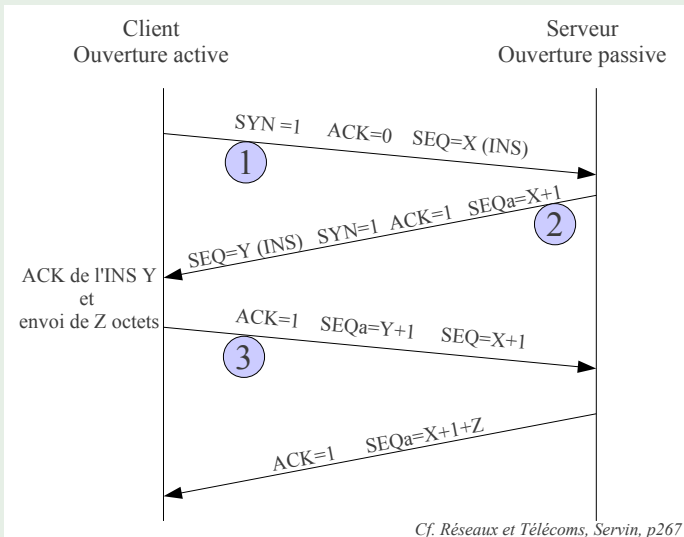 Client
Ouverture active
Serveur
Ouverture passive
SYN =1 ACK=0 SEQ=X (INS)
1
SEQ=Y (INS) SYN=1 ACK=1 SEQa=X+1
2
ACK de l'INS Y
et
envoi de Z octets
ACK=1 SEQa=Y+1 SEQ=X+1
3
ACK=1 SEQa=X+1+Z
Cf. Réseaux et Télécoms, Servin, p267